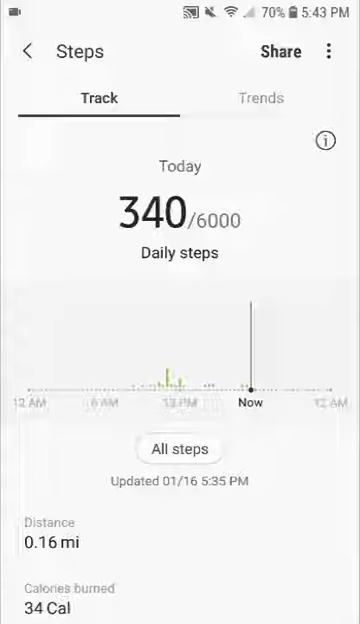 70% 5:43 PM
Steps Share
Track Trends
Today
340/6000
Daily steps
12 AM 6 AM 12 PM Now 12 AM
All steps
Updated 01/16 5:35 PM
Distance
0.16 mi
Calories burned
34 Cal